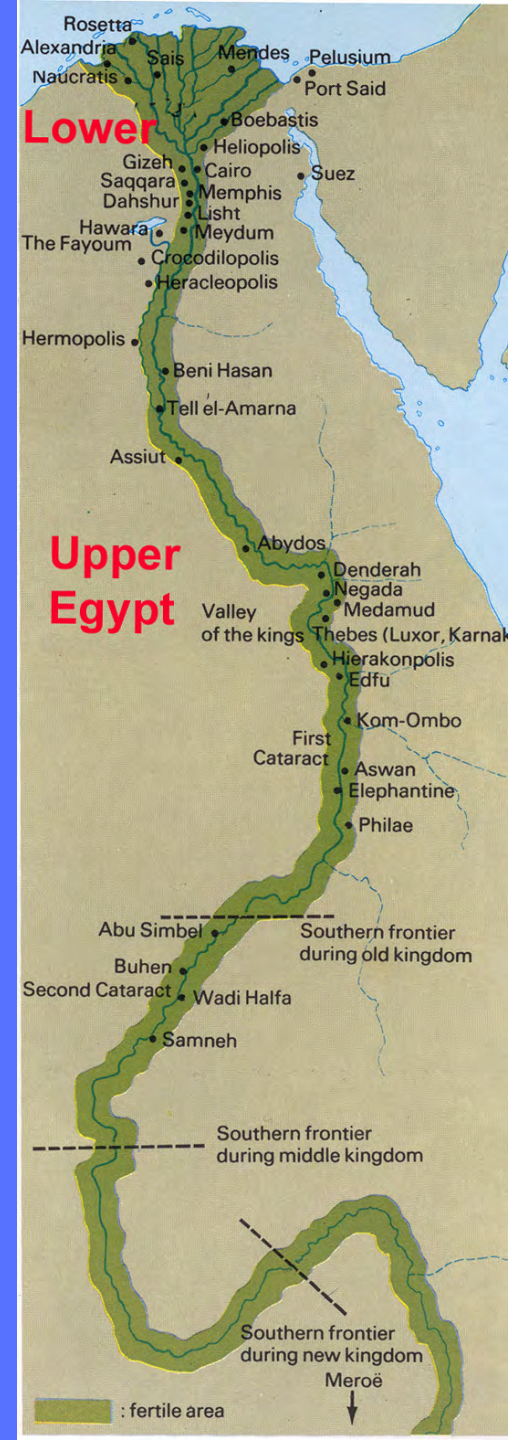 Rosetta
Alexandria
Sais
Mendes
Pelusium
Naucratis
Port Said
Lower
Boebastis
Heliopolis
Gizeh
Cairo
Suez
Saqqara
Memphis
Dahshur
Lisht
Hawara
Meydum
The Fayoum
Crocodilopolis
Heracleopolis
Hermopolis
Beni Hasan
Tell el-Amarna
Assiut
Upper
Egypt
Abydos
Denderah
Negada
Medamud
Valley
of the kings
Thebes (Luxor, Karnak
Hierakonpolis
Edfu
Kom-Ombo
First
Cataract
Aswan
Elephantine
Philae
Abu Simbel
Southern frontier
during old kingdom
Buhen
Second Cataract
Wadi Halfa
Samneh
Southern frontier
during middle kingdom
Southern frontier
during new kingdom
Meroë
: fertile area